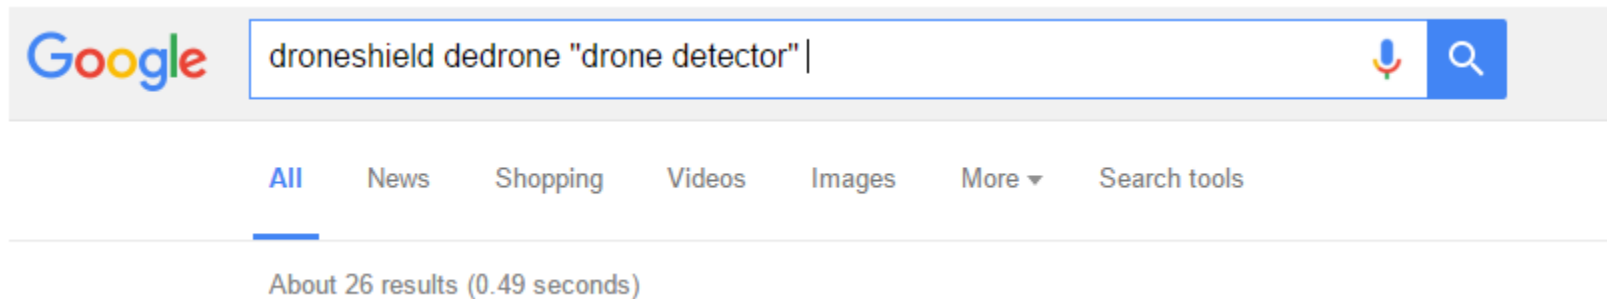 Google droneshield dedrone "drone detector"
All News Shopping Videos Images More Search tools
About 26 results (0.49 seconds)